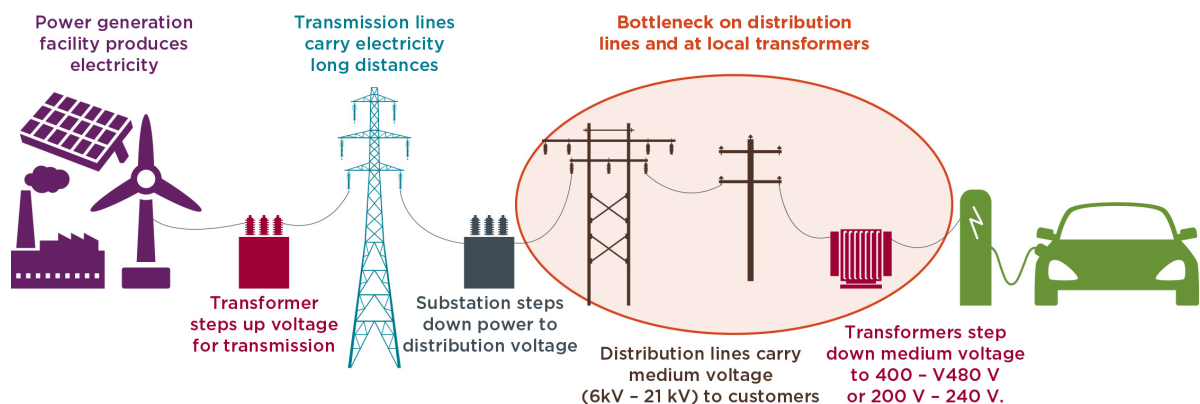 Power generation
facility produces
electricity
Transmission lines
carry electricity
long distances
Bottleneck on distribution
lines and at local transformers
Transformer
steps up voltage
for transmission
Substation steps
down power to
distribution voltage
Distribution lines carry
medium voltage
(6kV – 21 kV) to customers
Transformers step
down medium voltage
to 400 – V480 V
or 200 V – 240 V.